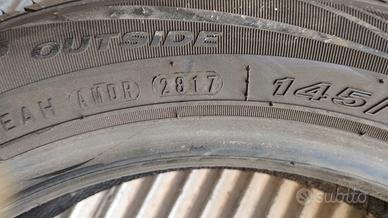 OUTSIDE
EAH AMDR 2817 145/
subito